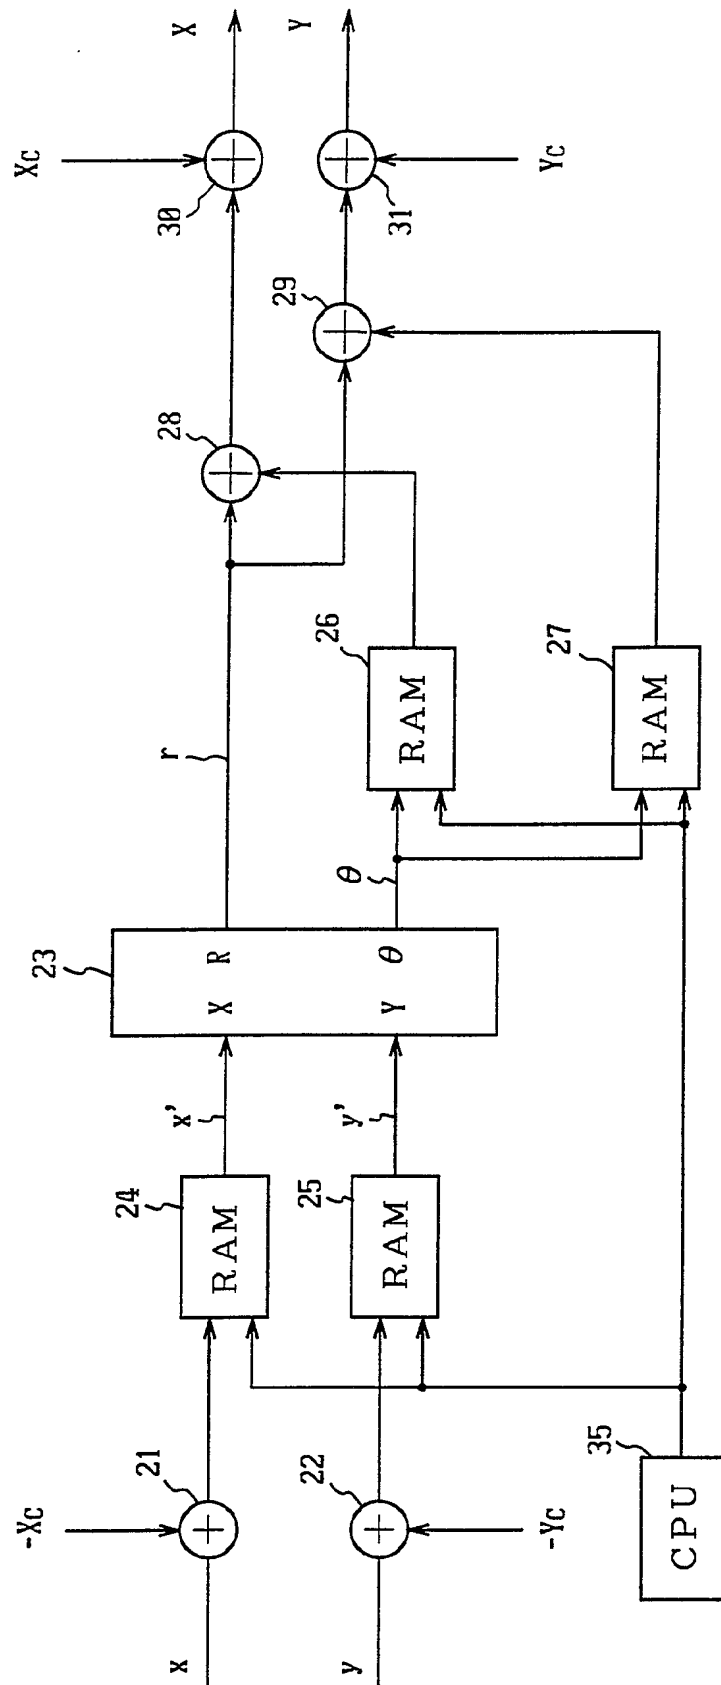 x
-Xc
21
24
RAM
x'
23
X
R
r
28
30
Xc
X
y
22
-Yc
25
RAM
y'
Y
θ
θ
26
RAM
29
31
Yc
Y
35
CPU
27
RAM